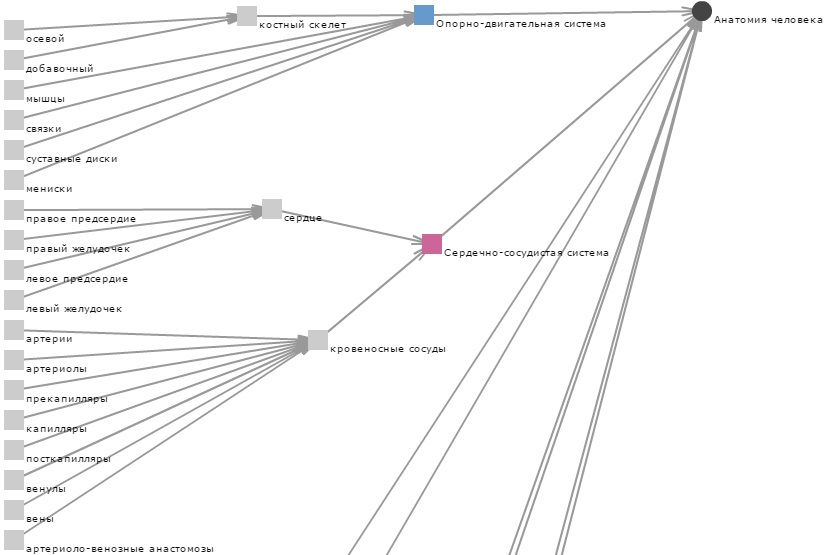 костный скелет
Опорно-двигательная система
Анатомия человека
осевой
добавочный
мышцы
связки
суставные диски
мениски
правое предсердие
сердце
правый желудочек
Сердечно-сосудистая система
левое предсердие
левый желудочек
артерии
кровеносные сосуды
артериолы
прекапилляры
капилляры
посткапилляры
венулы
вены
артериоло-венозные анастомозы